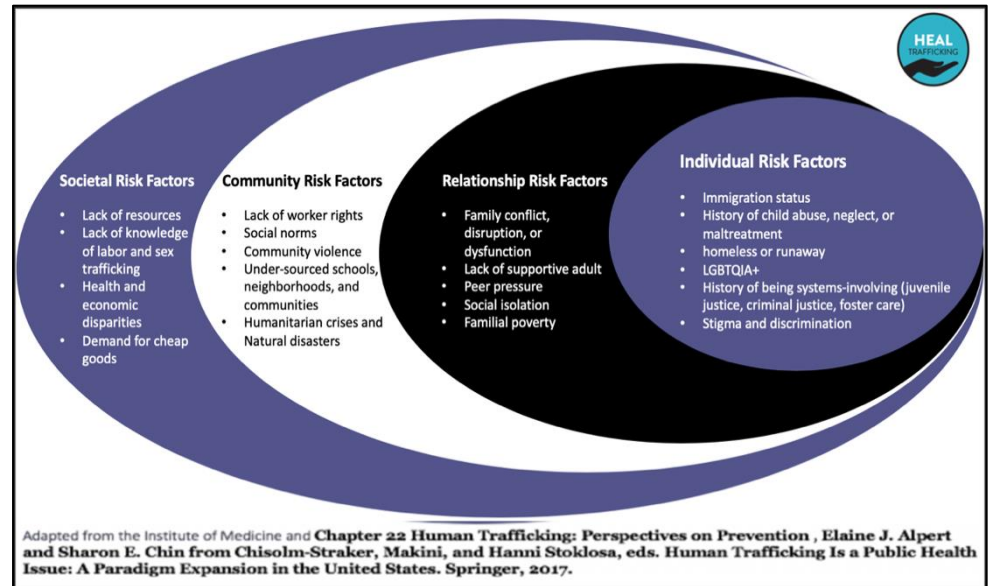 HEAL
TRAFFICKING
Societal Risk Factors
• Lack of resources
• Lack of knowledge
of labor and sex
trafficking
• Health and
economic
disparities
• Demand for cheap
goods
Community Risk Factors
• Lack of worker rights
• Social norms
• Community violence
• Under-sourced schools,
neighborhoods, and
communities
• Humanitarian crises and
Natural disasters
Relationship Risk Factors
• Family conflict,
disruption, or
dysfunction
• Lack of supportive adult
• Peer pressure
• Social isolation
• Familial poverty
Individual Risk Factors
• Immigration status
• History of child abuse, neglect, or
maltreatment
• homeless or runaway
• LGBTQIA+
• History of being systems-involving (juvenile
justice, criminal justice, foster care)
• Stigma and discrimination
Adapted from the Institute of Medicine and Chapter 22 Human Trafficking: Perspectives on Prevention , Elaine J. Alpert
and Sharon E. Chin from Chisolm-Straker, Makini, and Hanni Stoklosa, eds. Human Trafficking Is a Public Health
Issue: A Paradigm Expansion in the United States. Springer, 2017.